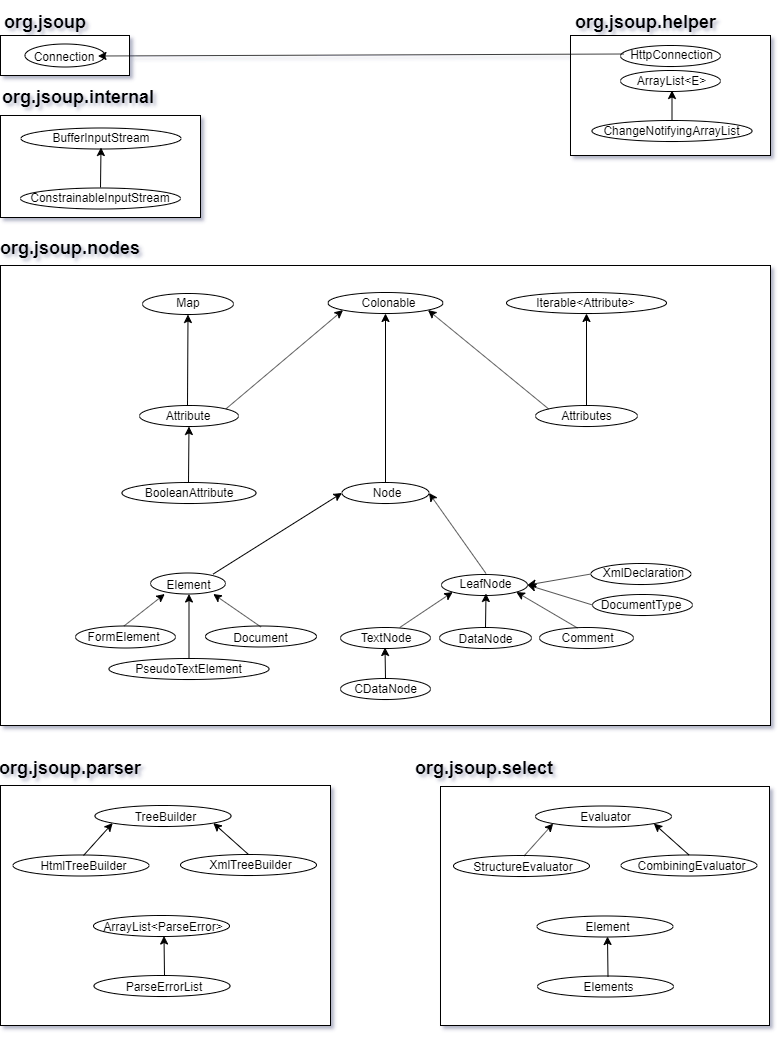 org.jsoup
org.jsoup.helper
Connection
HttpConnection
ArrayList<E>
ChangeNotifyingArrayList
org.jsoup.internal
BufferInputStream
ConstrainableInputStream
org.jsoup.nodes
Map
Colonable
Iterable<Attribute>
Attribute
Attributes
BooleanAttribute
Node
Element
LeafNode
XmlDeclaration
DocumentType
FormElement
Document
TextNode
DataNode
Comment
PseudoTextElement
CDataNode
org.jsoup.parser
org.jsoup.select
TreeBuilder
HtmlTreeBuilder
XmlTreeBuilder
ArrayList<ParseError>
ParseErrorList
Evaluator
StructureEvaluator
CombiningEvaluator
Element
Elements